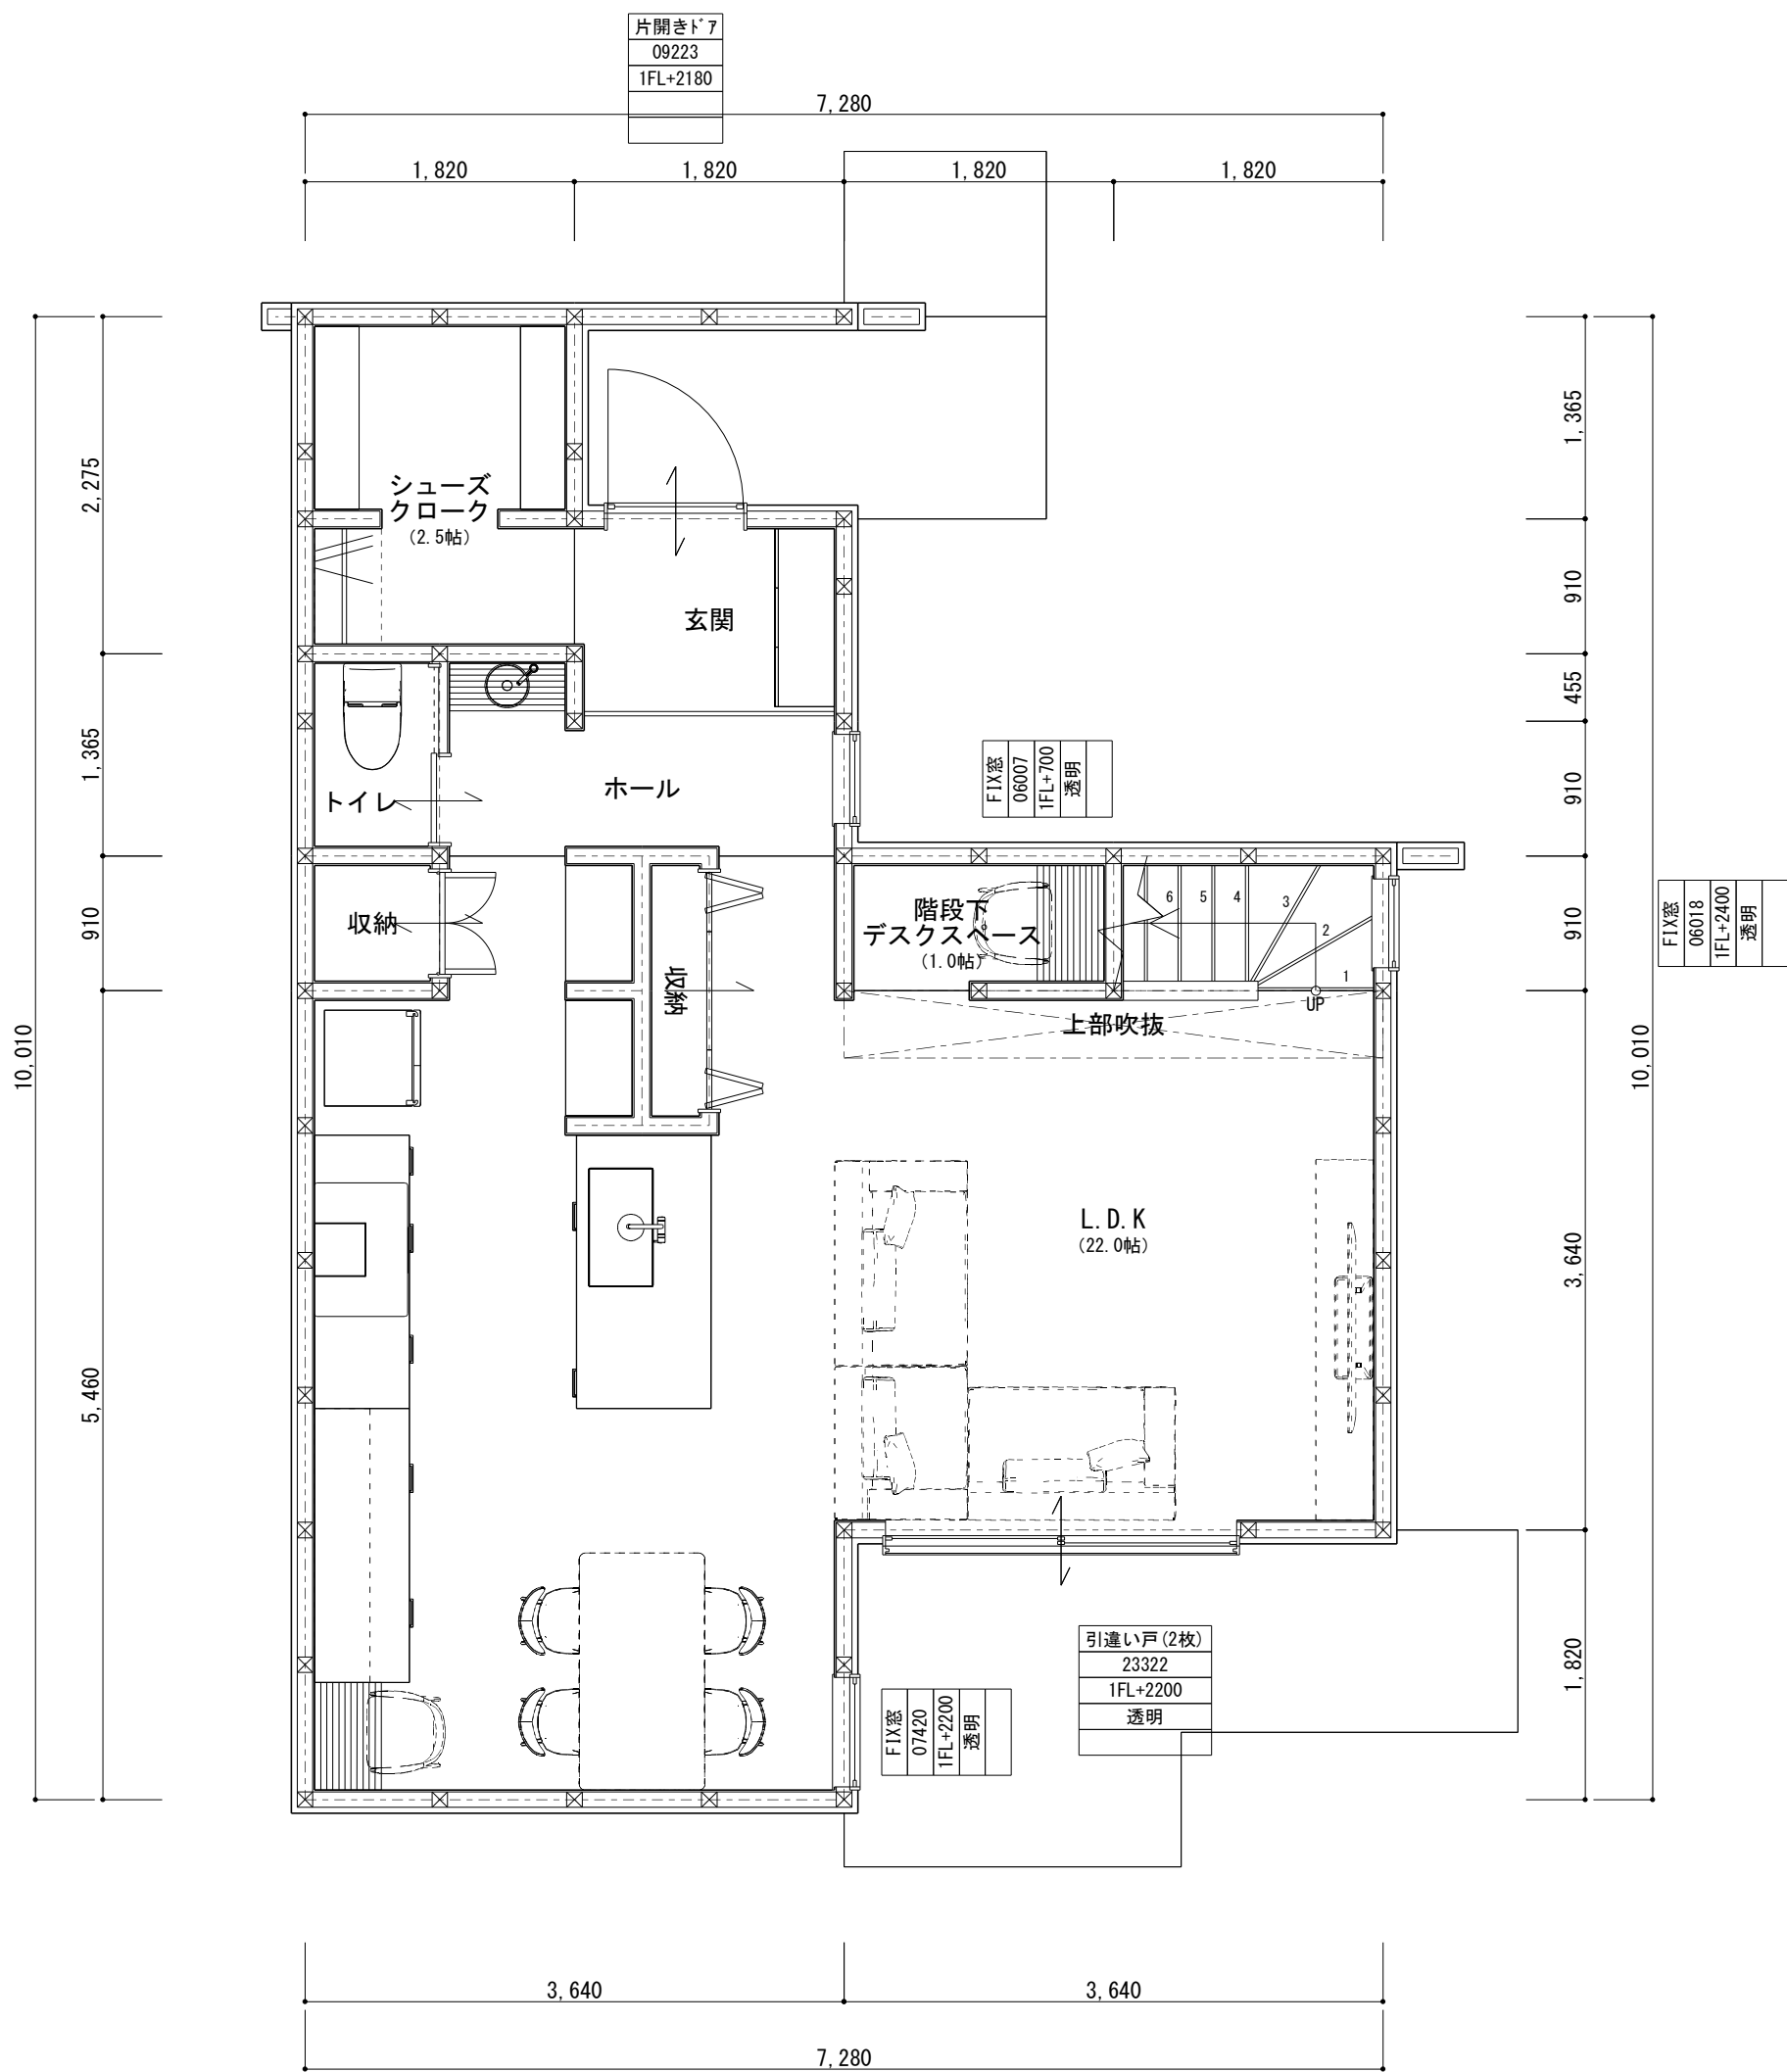 片開きドア
09223
1FL+2180
7,280
1,820
1,820
1,820
1,820
10,010
2,275
1,365
910
5,460
シューズ
クローク
(2.5帖)
玄関
トイレ
ホール
収納
収納
階段下
デスクスペース
(1.0帖)
6
5
4
3
2
1
UP
上部吹抜
L.D.K
(22.0帖)
FIX窓
06007
1FL+700
透明
FIX窓
06018
1FL+2400
透明
1,365
910
455
910
910
3,640
1,820
10,010
引違い戸(2枚)
23322
1FL+2200
透明
FIX窓
07420
1FL+2200
透明
3,640
3,640
7,280